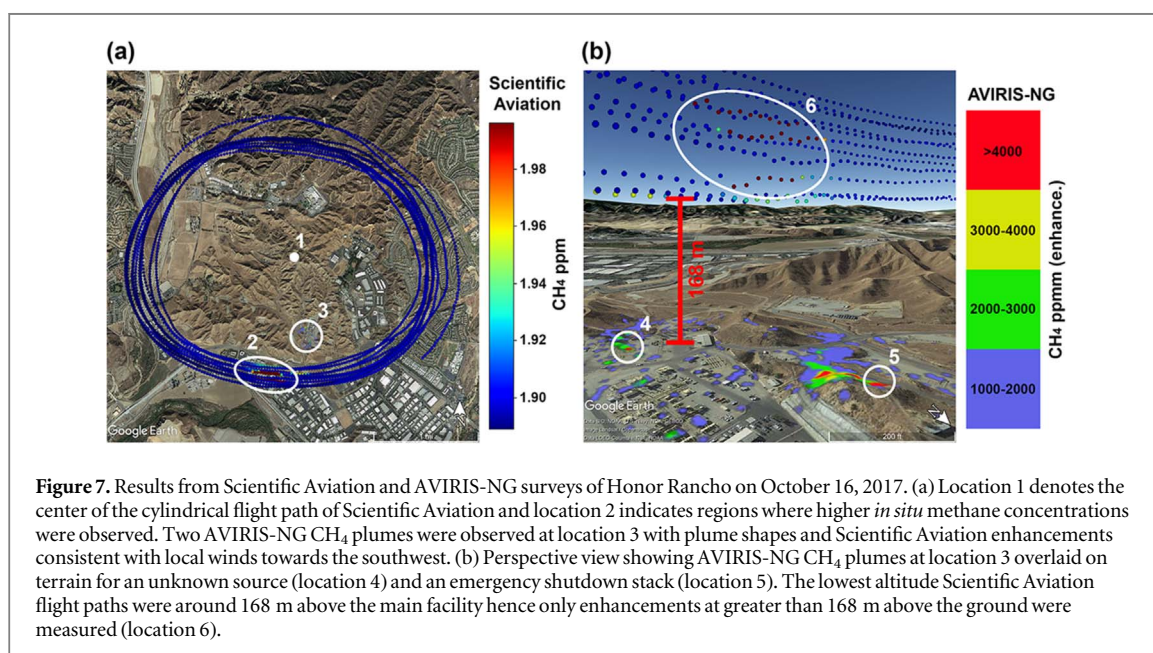 (a)
(b)
Scientific
Aviation
1.98
1.96
1.94
1.92
1.90
CH₄ ppm
1
2
3
Google Earth
6
168 m
4
5
Google Earth
200 ft
AVIRIS-NG
>4000
3000-4000
2000-3000
1000-2000
CH₄ ppmm (enhance.)
Figure 7. Results from Scientific Aviation and AVIRIS-NG surveys of Honor Rancho on October 16, 2017. (a) Location 1 denotes the
center of the cylindrical flight path of Scientific Aviation and location 2 indicates regions where higher in situ methane concentrations
were observed. Two AVIRIS-NG CH₄ plumes were observed at location 3 with plume shapes and Scientific Aviation enhancements
consistent with local winds towards the southwest. (b) Perspective view showing AVIRIS-NG CH₄ plumes at location 3 overlaid on
terrain for an unknown source (location 4) and an emergency shutdown stack (location 5). The lowest altitude Scientific Aviation
flight paths were around 168 m above the main facility hence only enhancements at greater than 168 m above the ground were
measured (location 6).